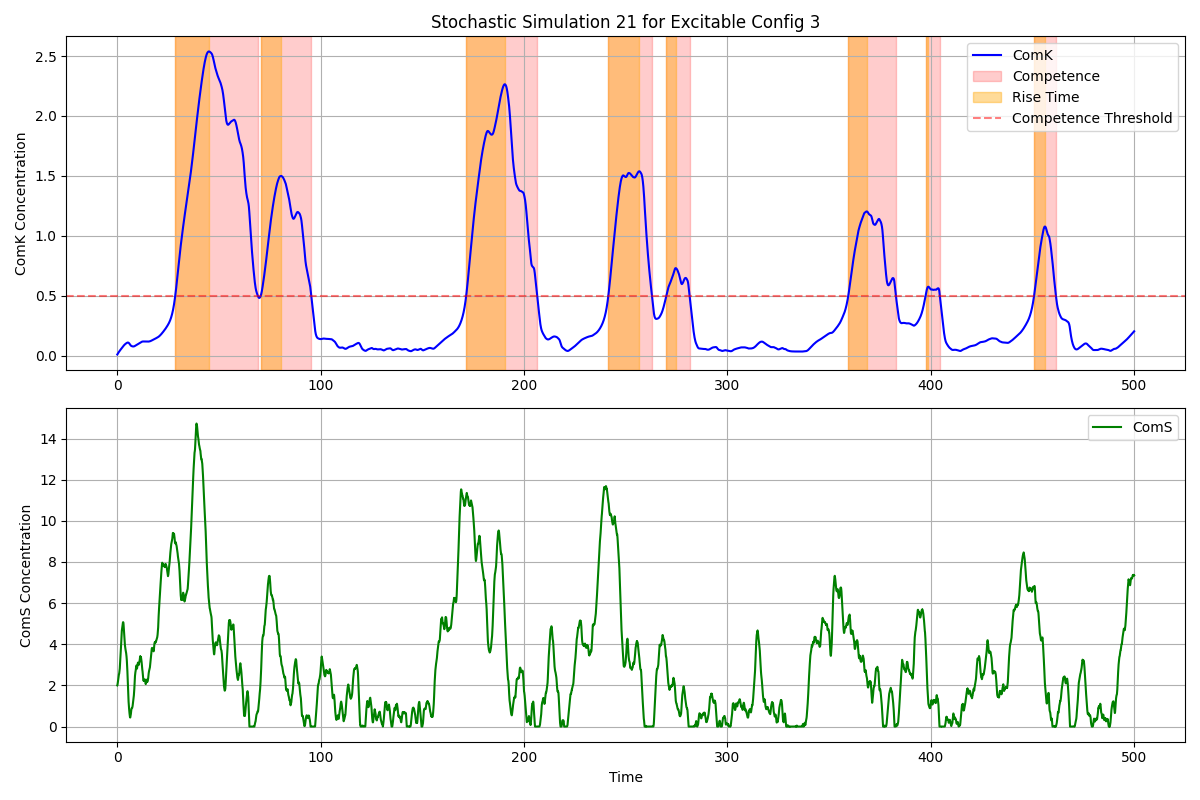 Stochastic Simulation 21 for Excitable Config 3
ComK Concentration
2.5
2.0
1.5
1.0
0.5
0.0
ComK
Competence
Rise Time
Competence Threshold
0 100 200 300 400 500
ComS Concentration
14
12
10
8
6
4
2
0
ComS
0 100 200 300 400 500
Time